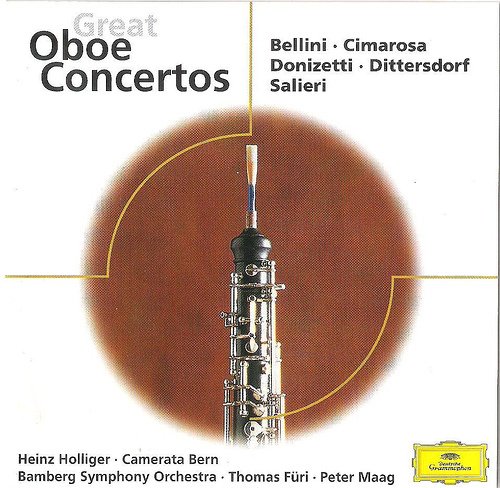 Great
Oboe
Concertos
Bellini · Cimarosa
Donizetti · Dittersdorf
Salieri
Heinz Holliger · Camerata Bern
Bamberg Symphony Orchestra · Thomas Füri · Peter Maag
Deutsche
Grammophon